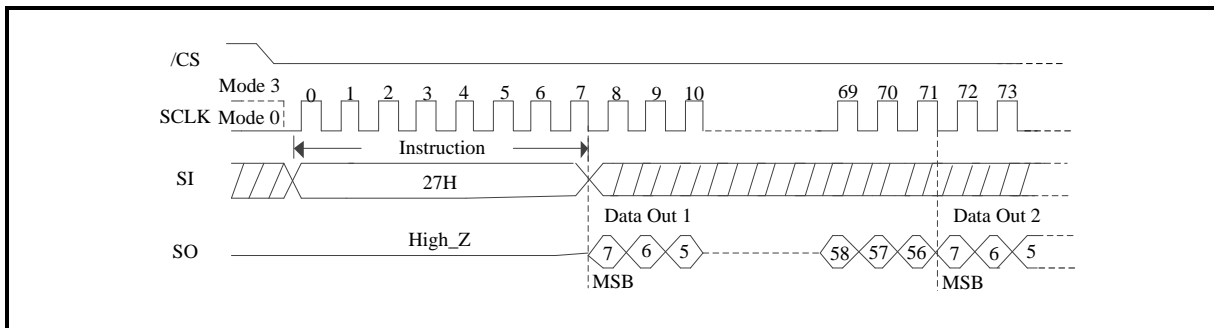 /CS
Mode 3
0 1 2 3 4 5 6 7 8 9 10 69 70 71 72 73
SCLK Mode 0
Instruction
SI 27H
Data Out 1 Data Out 2
High_Z
SO 7 6 5 58 57 56 7 6 5
MSB MSB